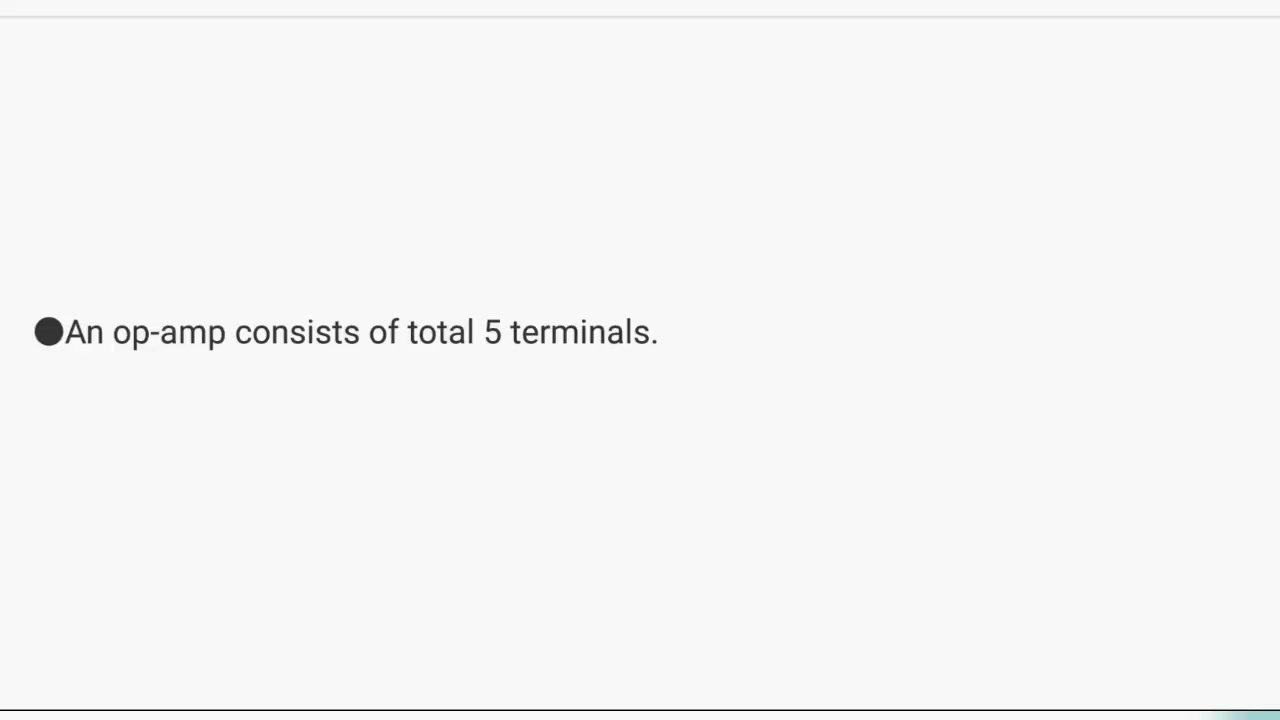 ●An op-amp consists of total 5 terminals.